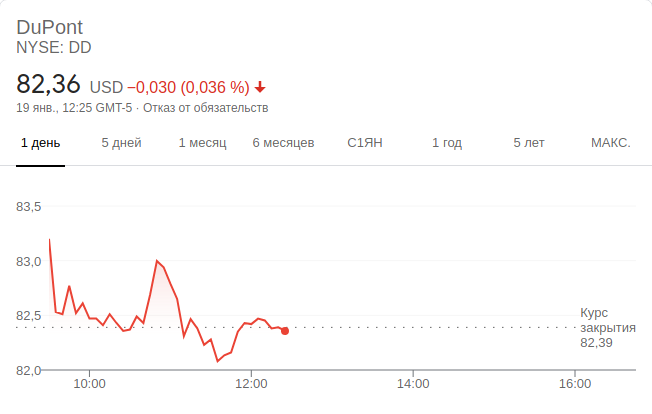 DuPont
NYSE: DD
82,36 USD −0,030 (0,036 %)
19 янв., 12:25 GMT-5 · Отказ от обязательств
1 день 5 дней 1 месяц 6 месяцев С1ЯН 1 год 5 лет МАКС.
83,5
83,0
82,5
Курс
закрытия
82,39
82,0
10:00 12:00 14:00 16:00